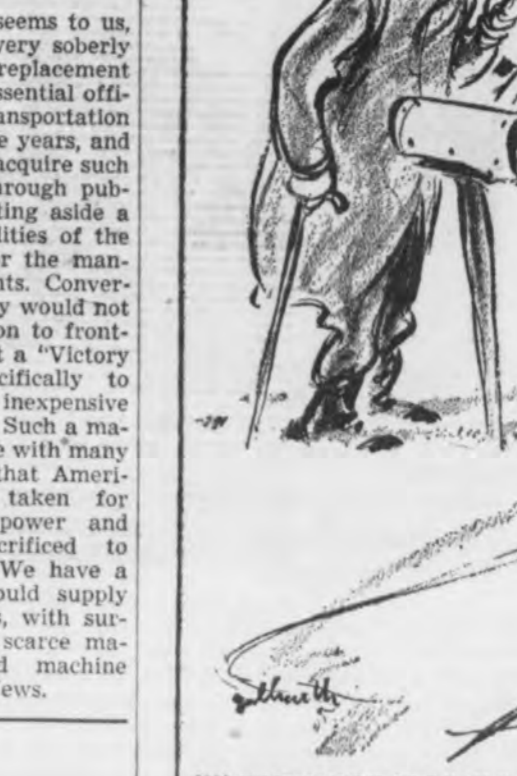 seems to us,
very soberly
replacement
ssential offi-
ansportation
e years, and
acquire such
hrough pub-
ting aside a
lities of the
r the man-
nts. Conver-
y would not
on to front-
t a "Victory
cifically to
inexpensive
Such a ma-
e with many
that Ameri-
taken for
power and
crificed to
We have a
ould supply
s, with sur-
scarce ma-
d machine
ews.